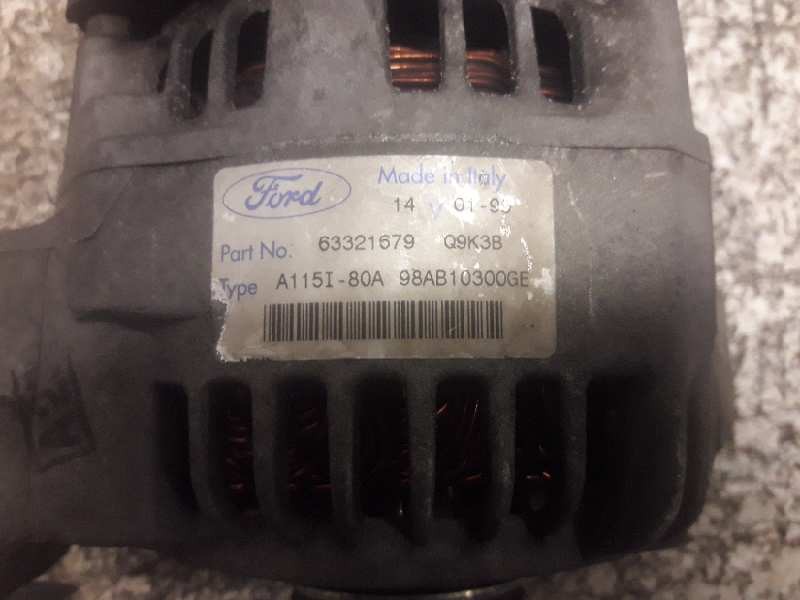 Ford Made in Italy
14 V 01-99
Part No. 63321679 Q9K3B
Type A115I-80A 98AB10300GE